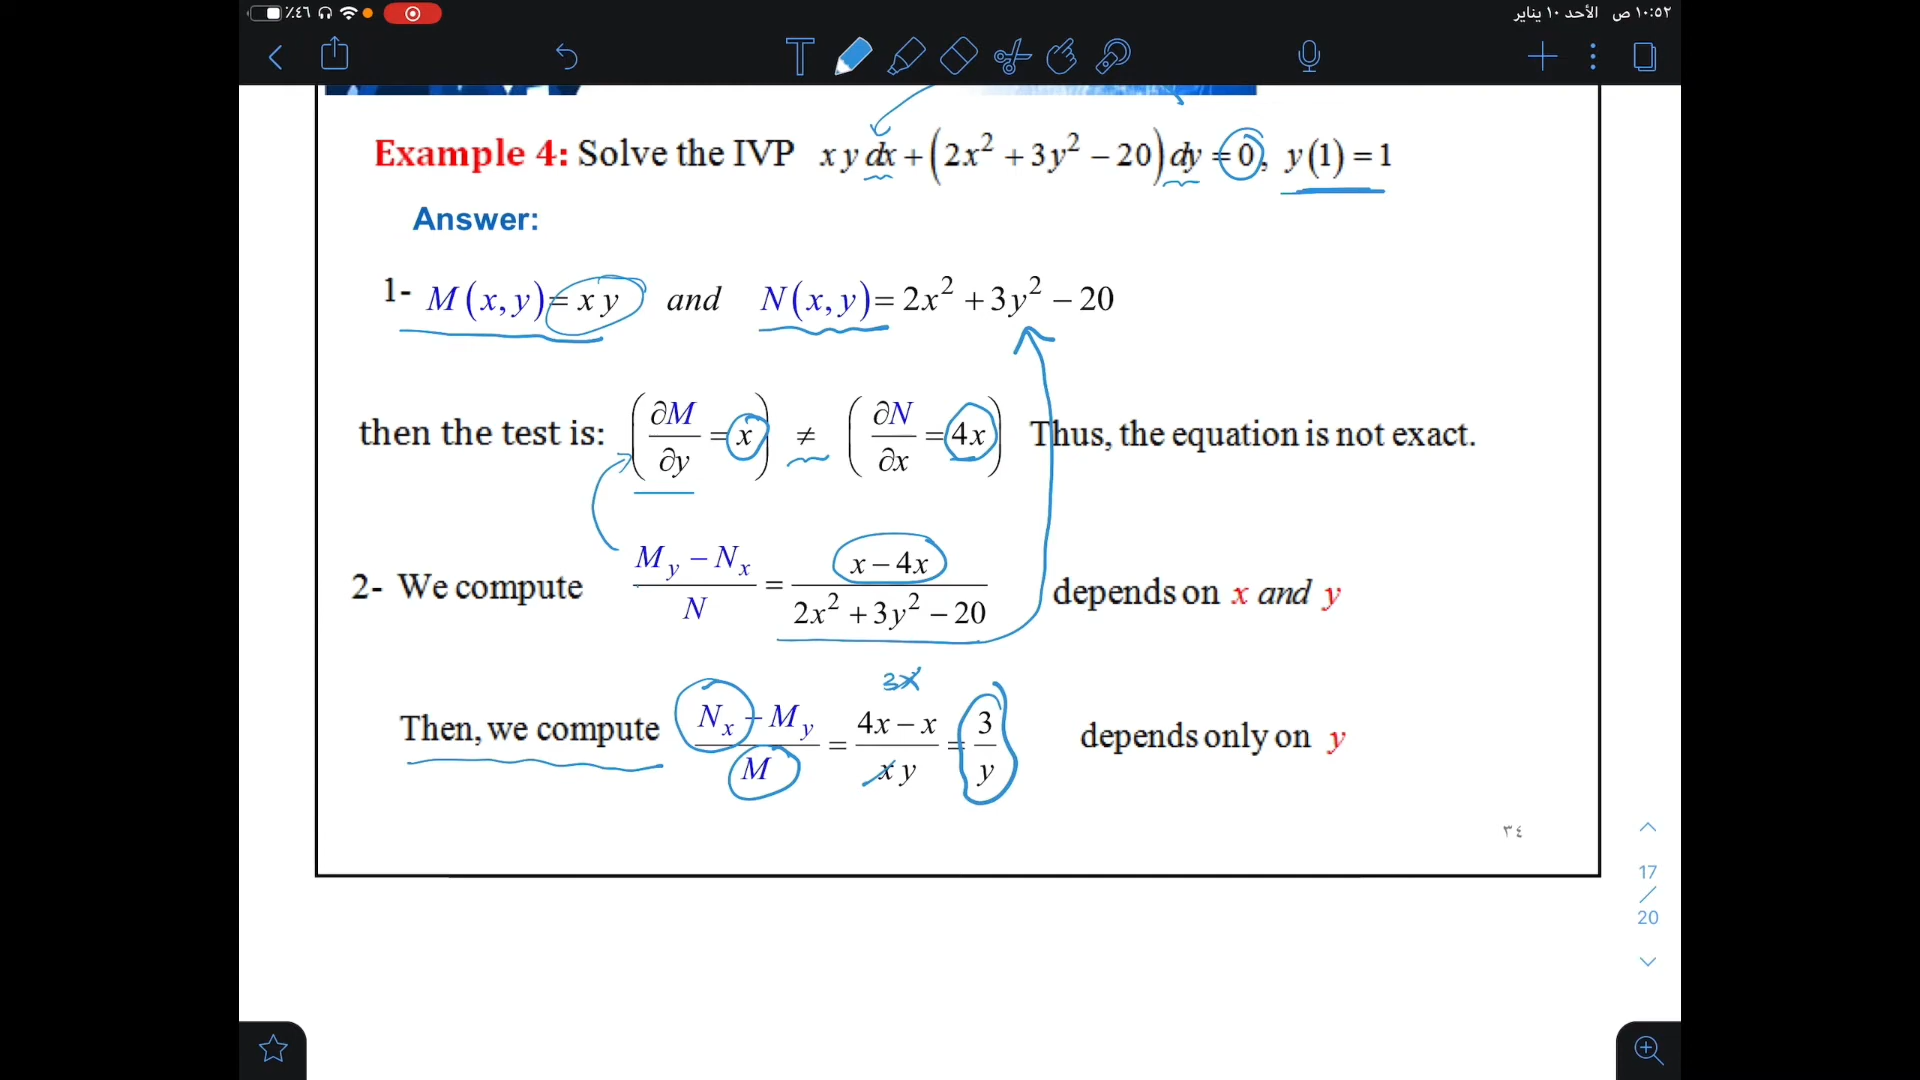 ٪٤٦ ١٠:٥٢ ص الأحد ١٠ يناير
Example 4: Solve the IVP x y dx + (2x² + 3y² − 20) dy = 0, y(1) = 1
Answer:
1- M(x, y) = x y and N(x, y) = 2x² + 3y² − 20
then the test is: (∂M/∂y = x) ≠ (∂N/∂x = 4x) Thus, the equation is not exact.
2- We compute (M_y − N_x)/N = (x − 4x)/(2x² + 3y² − 20) depends on x and y
3x
Then, we compute (N_x − M_y)/M = (4x − x)/(x y) = 3/y depends only on y
٣٤
17
/
20